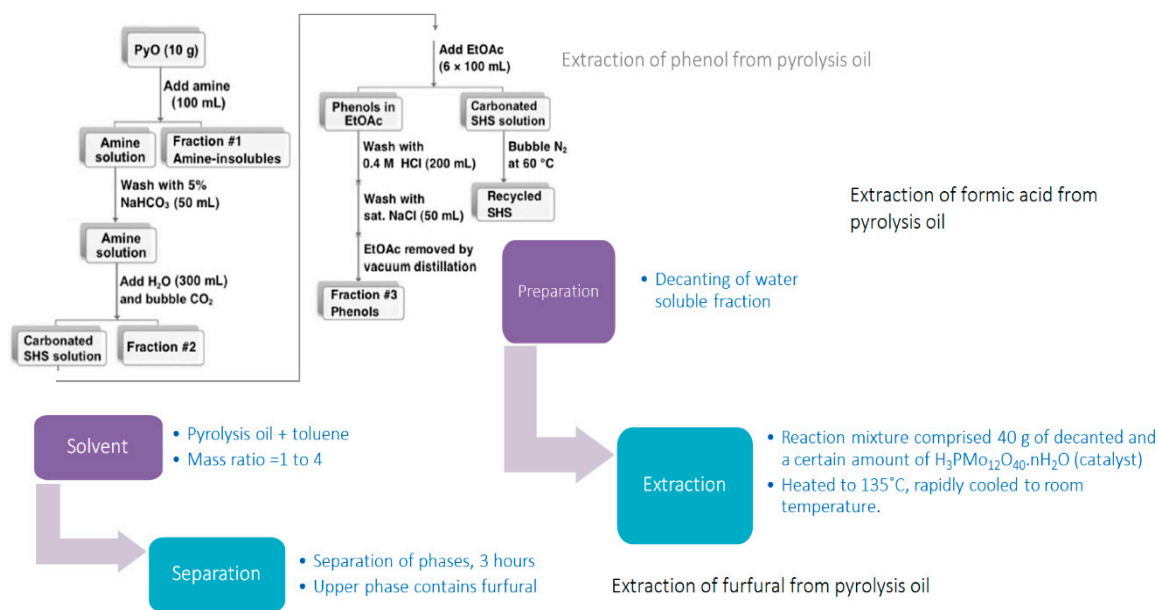 PyO (10 g)
Add amine
(100 mL)
Amine
solution
Fraction #1
Amine-insolubles
Wash with 5%
NaHCO₃ (50 mL)
Amine
solution
Add H₂O (300 mL)
and bubble CO₂
Carbonated
SHS solution
Fraction #2
Add EtOAc
(6 × 100 mL)
Phenols in
EtOAc
Carbonated
SHS solution
Wash with
0.4 M HCl (200 mL)
Bubble N₂
at 60 °C
Wash with
sat. NaCl (50 mL)
Recycled
SHS
EtOAc removed by
vacuum distillation
Fraction #3
Phenols
Extraction of phenol from pyrolysis oil
Extraction of formic acid from
pyrolysis oil
Preparation
• Decanting of water
soluble fraction
Extraction
• Reaction mixture comprised 40 g of decanted and
a certain amount of H₃PMo₁₂O₄₀.nH₂O (catalyst)
• Heated to 135˚C, rapidly cooled to room
temperature.
Solvent
• Pyrolysis oil + toluene
• Mass ratio =1 to 4
Separation
• Separation of phases, 3 hours
• Upper phase contains furfural
Extraction of furfural from pyrolysis oil